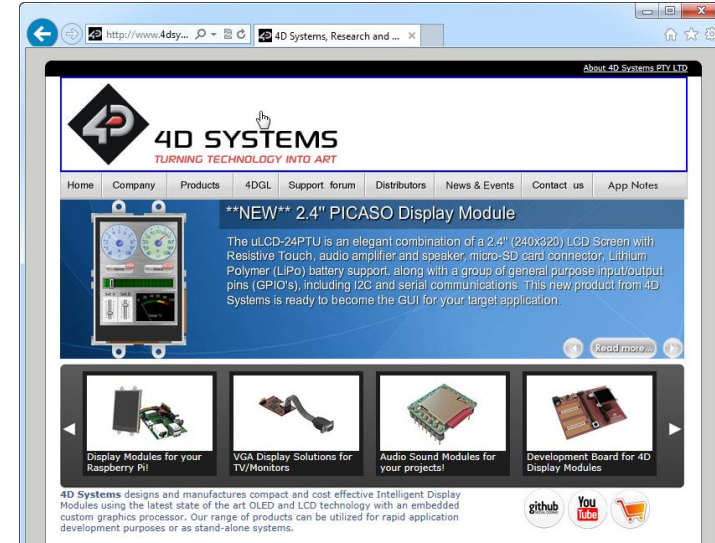 http://www.4dsy...
4D Systems, Research and ...
About 4D Systems PTY LTD
4D
4D SYSTEMS
TURNING TECHNOLOGY INTO ART
Home Company Products 4DGL Support forum Distributors News & Events Contact us App Notes
**NEW** 2.4" PICASO Display Module
The uLCD-24PTU is an elegant combination of a 2.4" (240x320) LCD Screen with
Resistive Touch, audio amplifier and speaker, micro-SD card connector, Lithium
Polymer (LiPo) battery support, along with a group of general purpose input/output
pins (GPIO's), including I2C and serial communications. This new product from 4D
Systems is ready to become the GUI for your target application.
Read more...
Display Modules for your
Raspberry Pi!
VGA Display Solutions for
TV/Monitors
Audio Sound Modules for
your projects!
Development Board for 4D
Display Modules
4D Systems designs and manufactures compact and cost effective Intelligent Display
Modules using the latest state of the art OLED and LCD technology with an embedded
custom graphics processor. Our range of products can be utilized for rapid application
development purposes or as stand-alone systems.
github
You
Tube